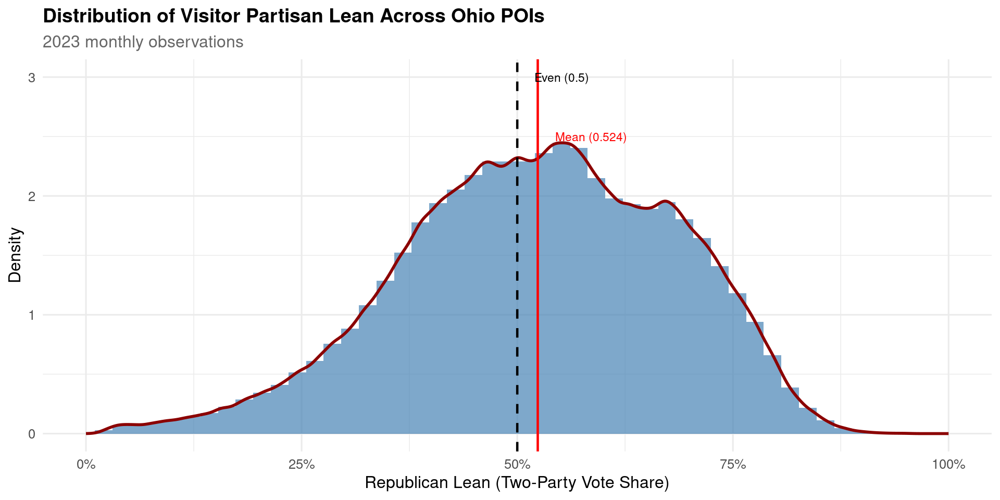 Distribution of Visitor Partisan Lean Across Ohio POIs
2023 monthly observations
3
2
1
0
Density
Even (0.5)
Mean (0.524)
0%
25%
50%
75%
100%
Republican Lean (Two-Party Vote Share)